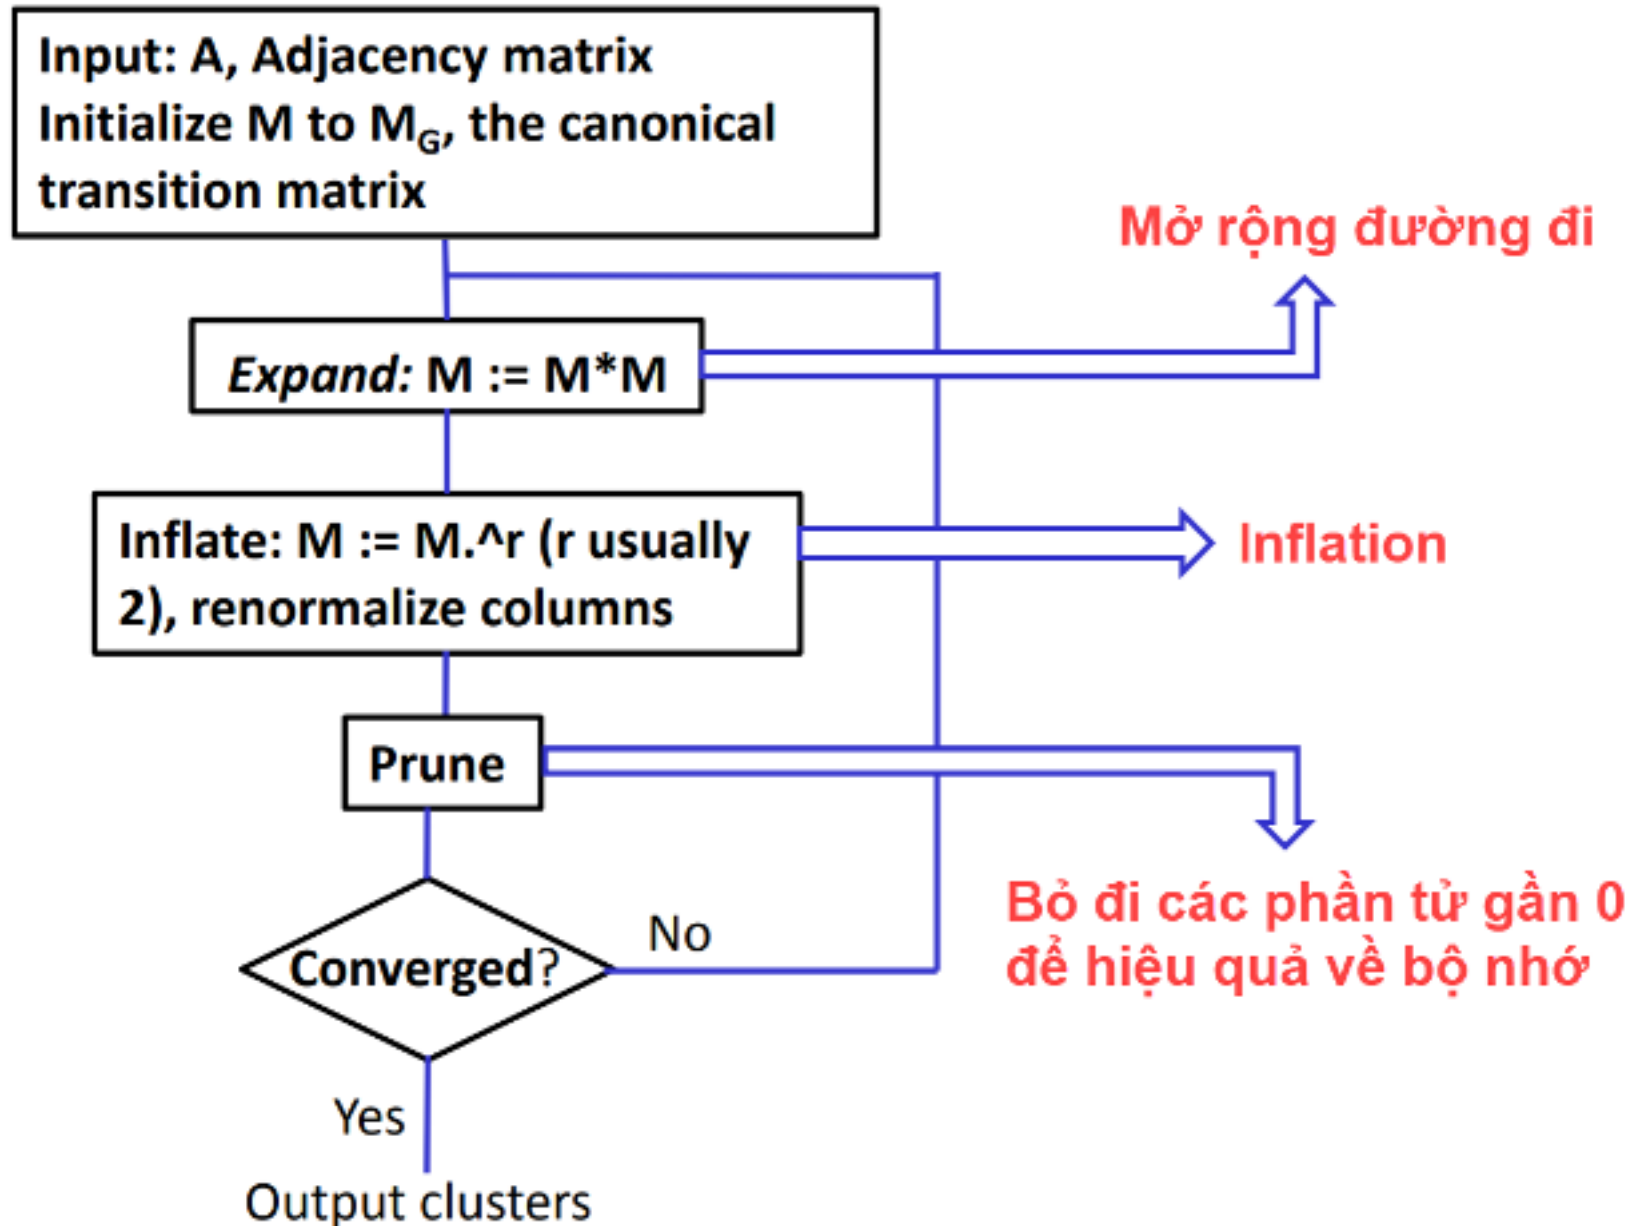 Input: A, Adjacency matrix
Initialize M to M_G, the canonical
transition matrix
Mở rộng đường đi
Expand: M := M*M
Inflate: M := M.^r (r usually
2), renormalize columns
Inflation
Prune
Bỏ đi các phần tử gần 0
để hiệu quả về bộ nhớ
No
Converged?
Yes
Output clusters